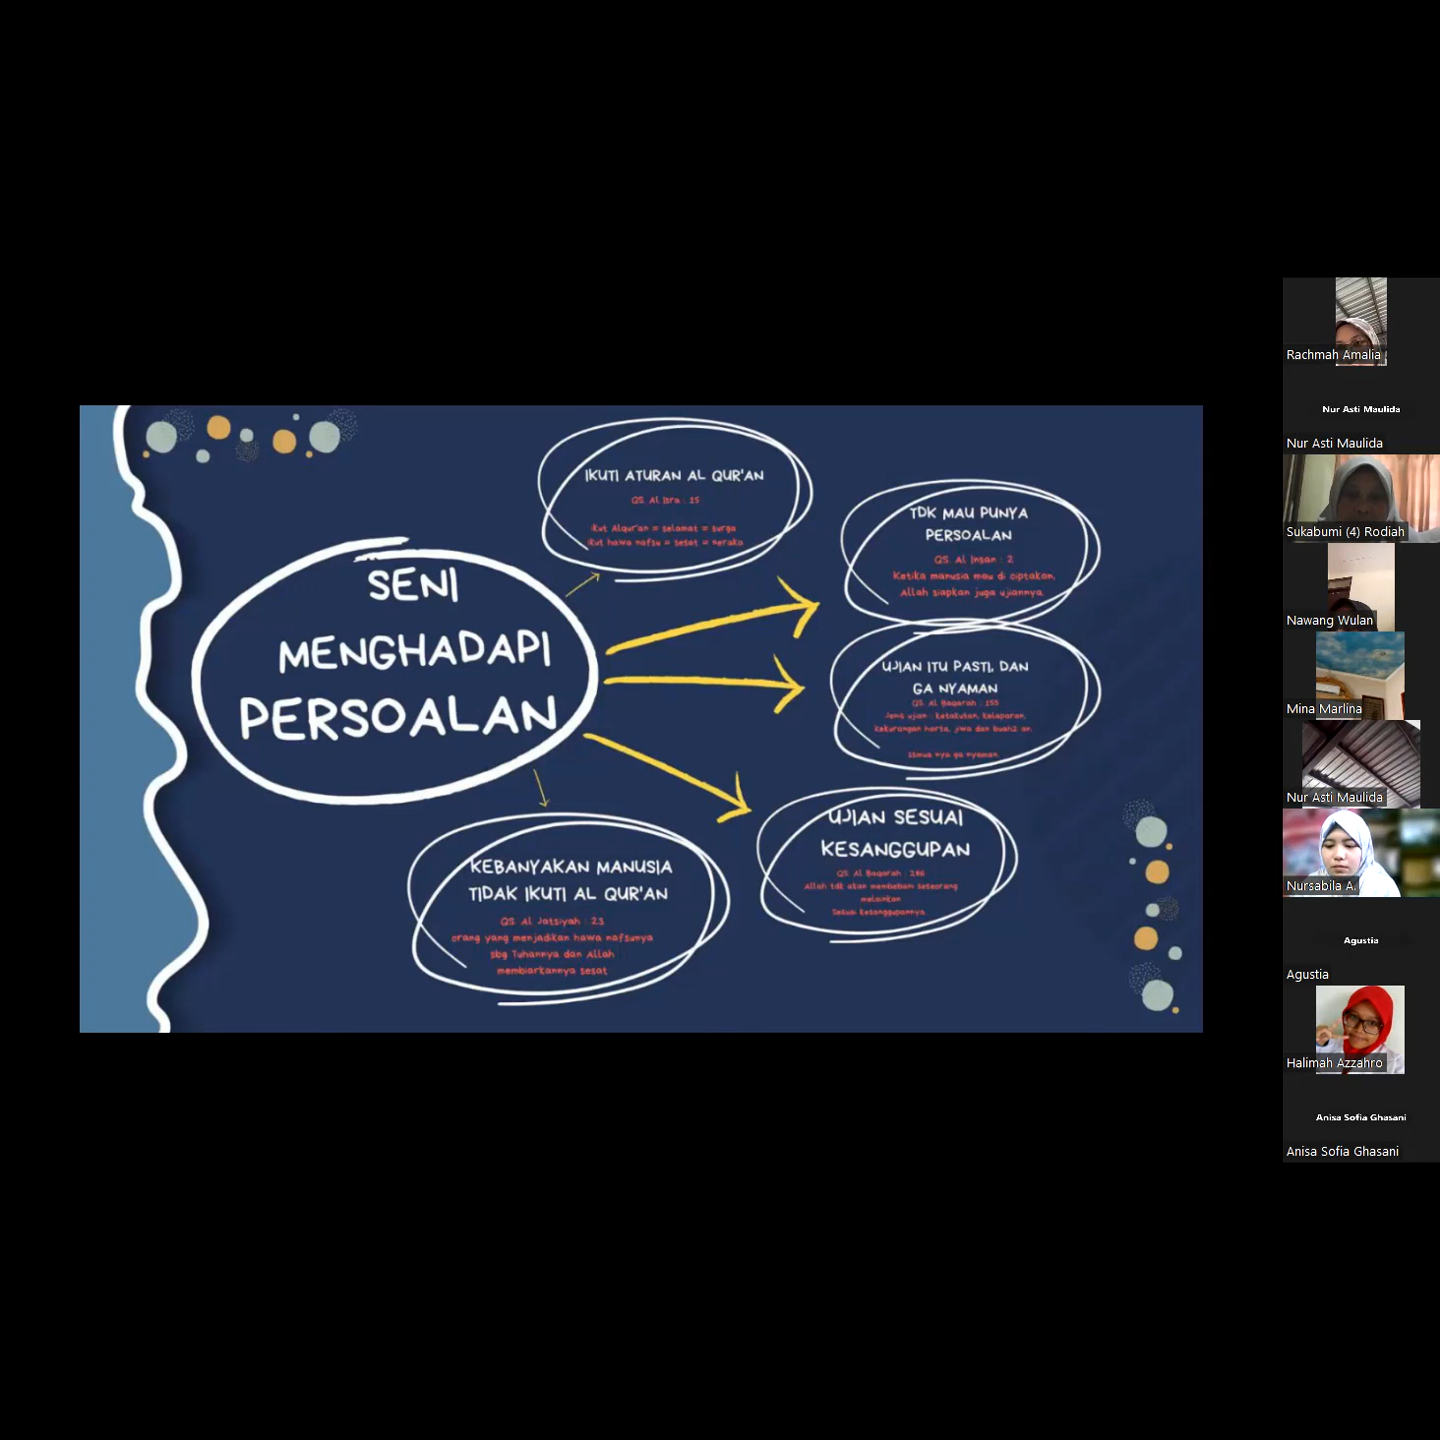 SENI
MENGHADAPI
PERSOALAN
IKUTI ATURAN AL QUR'AN
QS. Al Isra : 15
ikut Alqur'an = selamat = surga
ikut hawa nafsu = sesat = neraka
TDK MAU PUNYA
PERSOALAN
QS. Al Insan : 2
Ketika manusia mau di ciptakan,
Allah siapkan juga ujiannya
UJIAN ITU PASTI, DAN
GA NYAMAN
QS. Al Baqarah : 155
Jenis ujian : ketakutan, kelaparan,
kekurangan harta, jiwa dan buah2 an.
semua nya ga nyaman
UJIAN SESUAI
KESANGGUPAN
QS. Al Baqarah : 286
Allah tdk akan membebani seseorang
melainkan
Sesuai kesanggupannya
KEBANYAKAN MANUSIA
TIDAK IKUTI AL QUR'AN
QS. Al Jatsiyah : 23
orang yang menjadikan hawa nafsunya
sbg Tuhannya dan Allah
membiarkannya sesat
Rachmah Amalia
Nur Asti Maulida
Nur Asti Maulida
Sukabumi (4) Rodiah
Nawang Wulan
Mina Marlina
Nur Asti Maulida
Nursabila A.
Agustia
Agustia
Halimah Azzahro
Anisa Sofia Ghasani
Anisa Sofia Ghasani